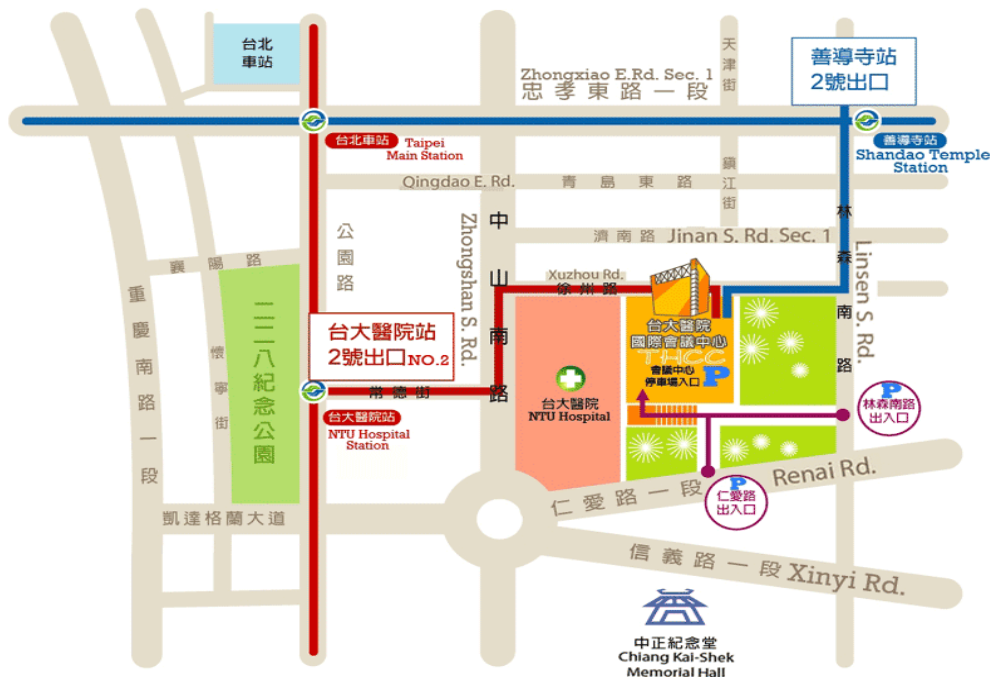 台北
車站
天津街
善導寺站
2號出口
Zhongxiao E.Rd. Sec. 1
忠孝東路一段
台北車站 Taipei
Main Station
善導寺站
Shandao Temple
Station
Qingdao E. Rd.
青島東路
鎮江街
公園路
Zhongshan S. Rd.
中山南路
濟南路 Jinan S. Rd. Sec. 1
林森南路
Linsen S. Rd.
襄陽路
Xuzhou Rd.
徐州路
重慶南路一段
懷寧街
二二八紀念公園
台大醫院站
2號出口NO.2
常德街
台大醫院站
NTU Hospital
Station
台大醫院
NTU Hospital
台大醫院
國際會議中心
THCC
會議中心
停車場入口 P
P
林森南路
出入口
P
仁愛路
出入口
仁愛路一段 Renai Rd.
凱達格蘭大道
信義路一段 Xinyi Rd.
中正紀念堂
Chiang Kai-Shek
Memorial Hall